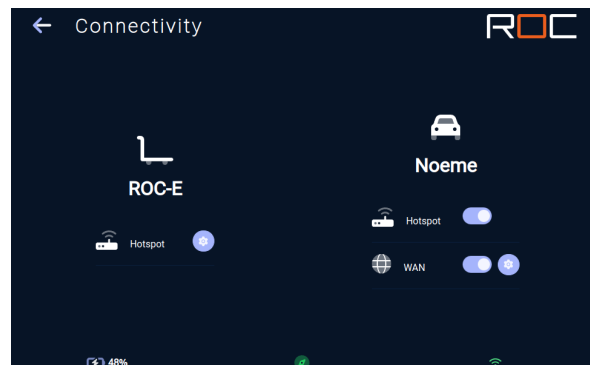 Connectivity
ROC
ROC-E
Hotspot
Noeme
Hotspot
WAN
48%